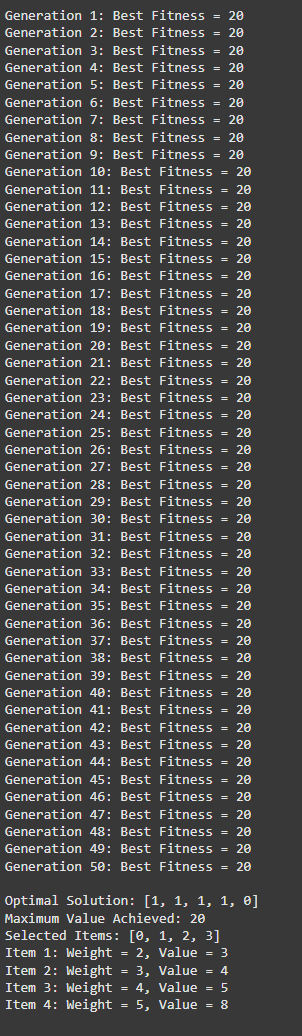 Generation 1: Best Fitness = 20
Generation 2: Best Fitness = 20
Generation 3: Best Fitness = 20
Generation 4: Best Fitness = 20
Generation 5: Best Fitness = 20
Generation 6: Best Fitness = 20
Generation 7: Best Fitness = 20
Generation 8: Best Fitness = 20
Generation 9: Best Fitness = 20
Generation 10: Best Fitness = 20
Generation 11: Best Fitness = 20
Generation 12: Best Fitness = 20
Generation 13: Best Fitness = 20
Generation 14: Best Fitness = 20
Generation 15: Best Fitness = 20
Generation 16: Best Fitness = 20
Generation 17: Best Fitness = 20
Generation 18: Best Fitness = 20
Generation 19: Best Fitness = 20
Generation 20: Best Fitness = 20
Generation 21: Best Fitness = 20
Generation 22: Best Fitness = 20
Generation 23: Best Fitness = 20
Generation 24: Best Fitness = 20
Generation 25: Best Fitness = 20
Generation 26: Best Fitness = 20
Generation 27: Best Fitness = 20
Generation 28: Best Fitness = 20
Generation 29: Best Fitness = 20
Generation 30: Best Fitness = 20
Generation 31: Best Fitness = 20
Generation 32: Best Fitness = 20
Generation 33: Best Fitness = 20
Generation 34: Best Fitness = 20
Generation 35: Best Fitness = 20
Generation 36: Best Fitness = 20
Generation 37: Best Fitness = 20
Generation 38: Best Fitness = 20
Generation 39: Best Fitness = 20
Generation 40: Best Fitness = 20
Generation 41: Best Fitness = 20
Generation 42: Best Fitness = 20
Generation 43: Best Fitness = 20
Generation 44: Best Fitness = 20
Generation 45: Best Fitness = 20
Generation 46: Best Fitness = 20
Generation 47: Best Fitness = 20
Generation 48: Best Fitness = 20
Generation 49: Best Fitness = 20
Generation 50: Best Fitness = 20
Optimal Solution: [1, 1, 1, 1, 0]
Maximum Value Achieved: 20
Selected Items: [0, 1, 2, 3]
Item 1: Weight = 2, Value = 3
Item 2: Weight = 3, Value = 4
Item 3: Weight = 4, Value = 5
Item 4: Weight = 5, Value = 8